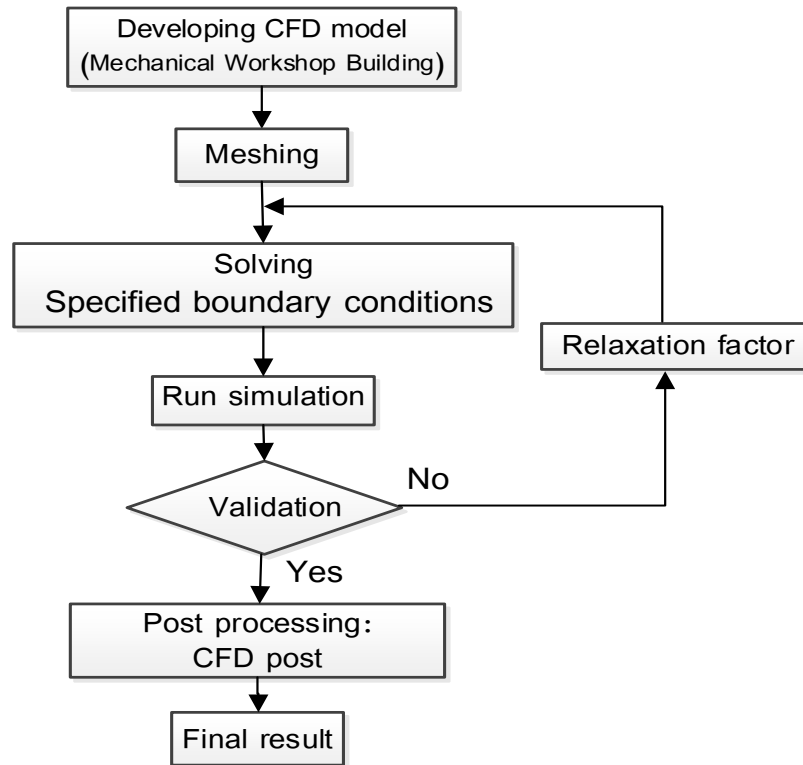 Developing CFD model
(Mechanical Workshop Building)
Meshing
Solving
Specified boundary conditions
Relaxation factor
Run simulation
Validation
No
Yes
Post processing:
CFD post
Final result